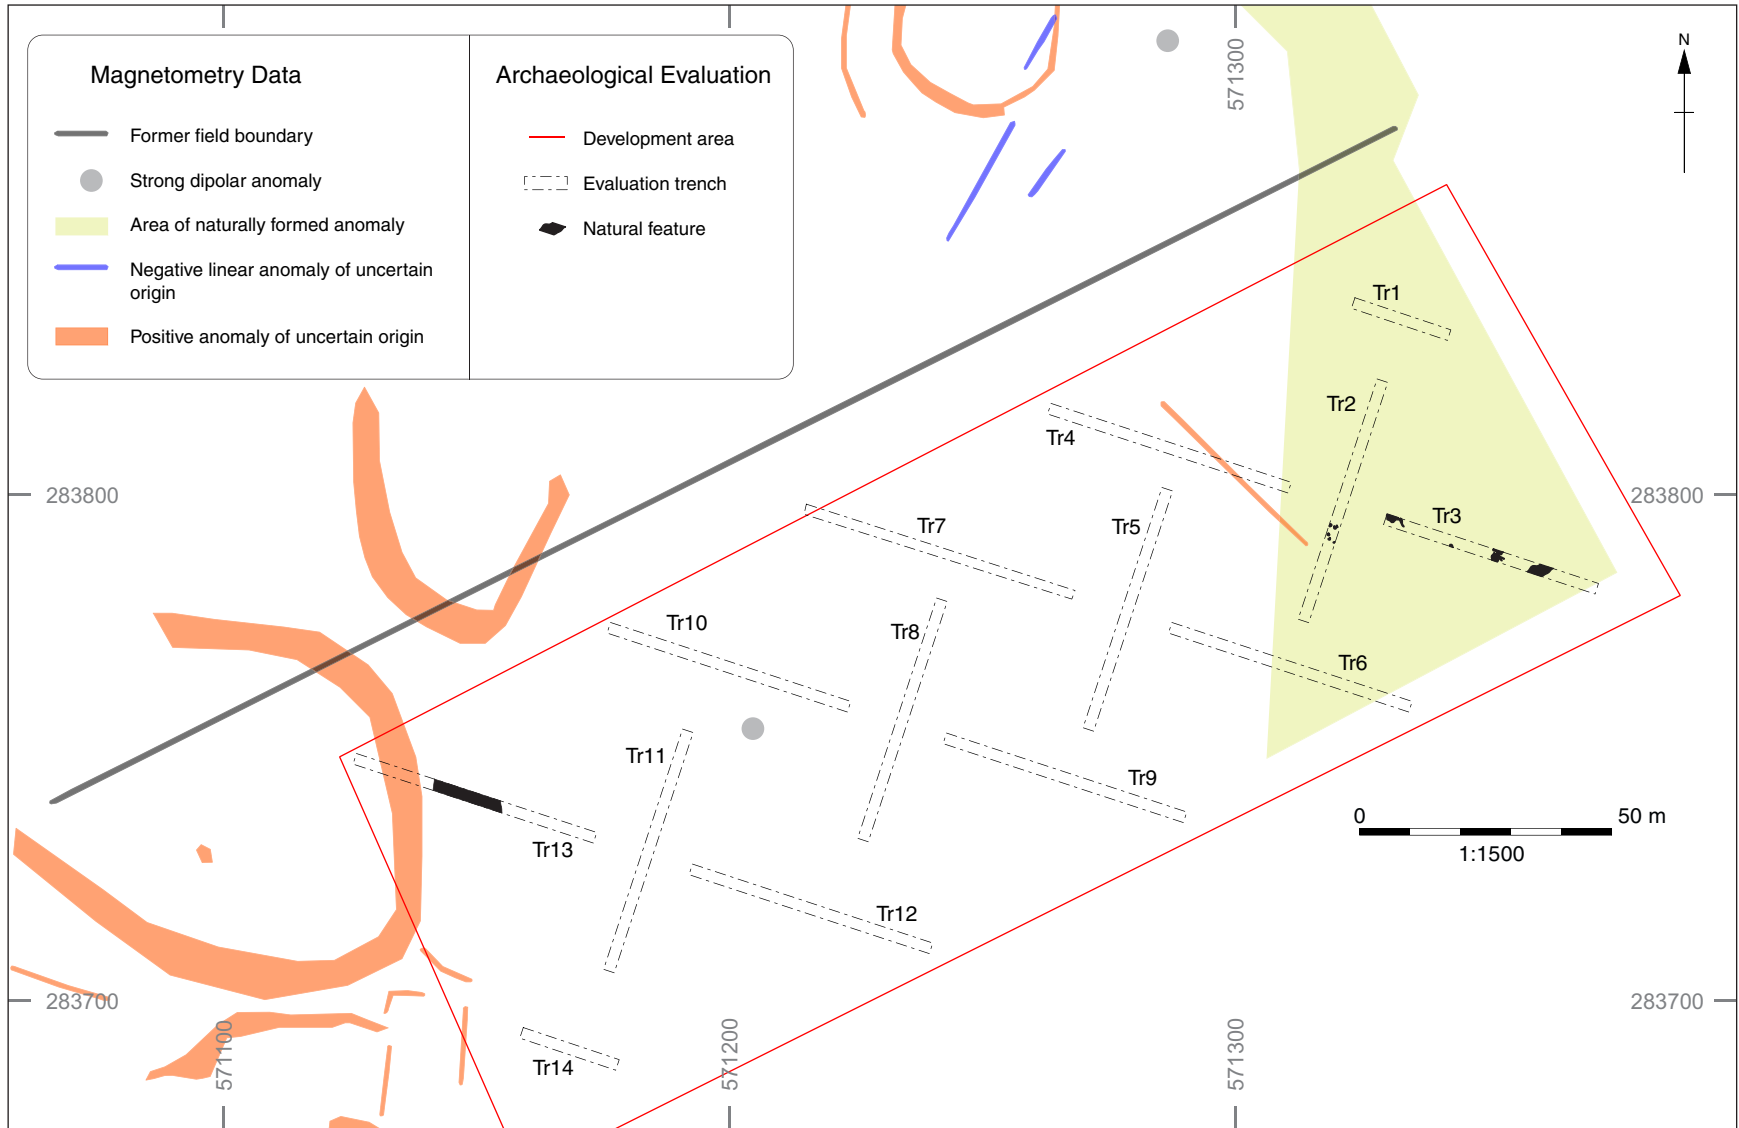 571300
N
Magnetometry Data
Former field boundary
Strong dipolar anomaly
Area of naturally formed anomaly
Negative linear anomaly of uncertain
origin
Positive anomaly of uncertain origin
Archaeological Evaluation
Development area
Evaluation trench
Natural feature
Tr1
Tr2
Tr4
283800
283800
Tr7
Tr5
Tr3
Tr10
Tr8
Tr6
Tr11
Tr9
0
50 m
1:1500
Tr13
Tr12
283700
283700
Tr14
571100
571200
571300